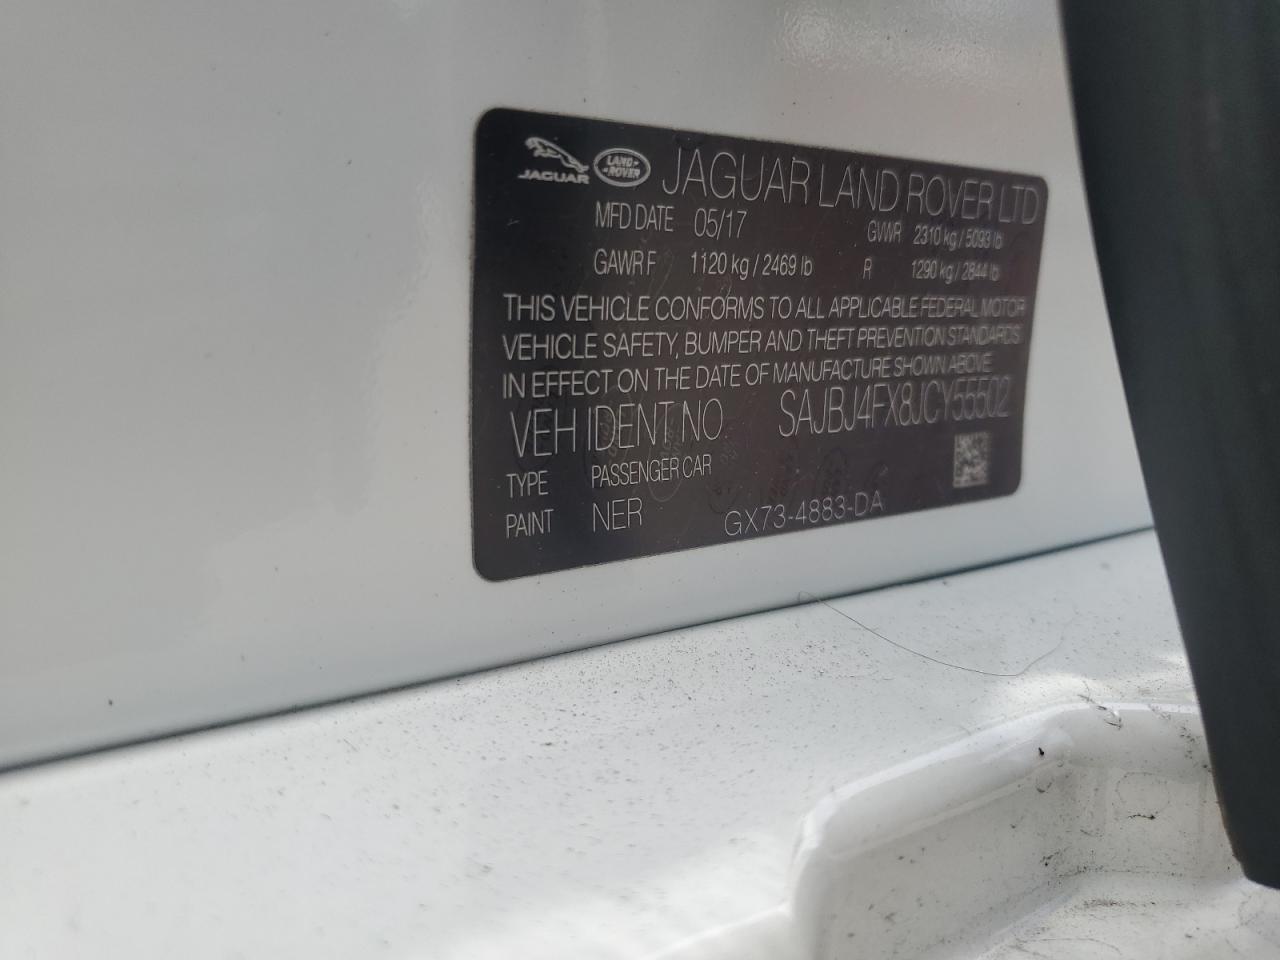 JAGUAR LAND ROVER JAGUAR LAND ROVER LTD
MFD DATE 05/17 GVWR 2310 kg / 5093 lb
GAWR F 1120 kg / 2469 lb R 1290 kg / 2844 lb
THIS VEHICLE CONFORMS TO ALL APPLICABLE FEDERAL MOTOR
VEHICLE SAFETY, BUMPER AND THEFT PREVENTION STANDARDS
IN EFFECT ON THE DATE OF MANUFACTURE SHOWN ABOVE
VEH IDENT NO SAJBJ4FX8JCY55502
TYPE PASSENGER CAR
PAINT NER GX73-4883-DA